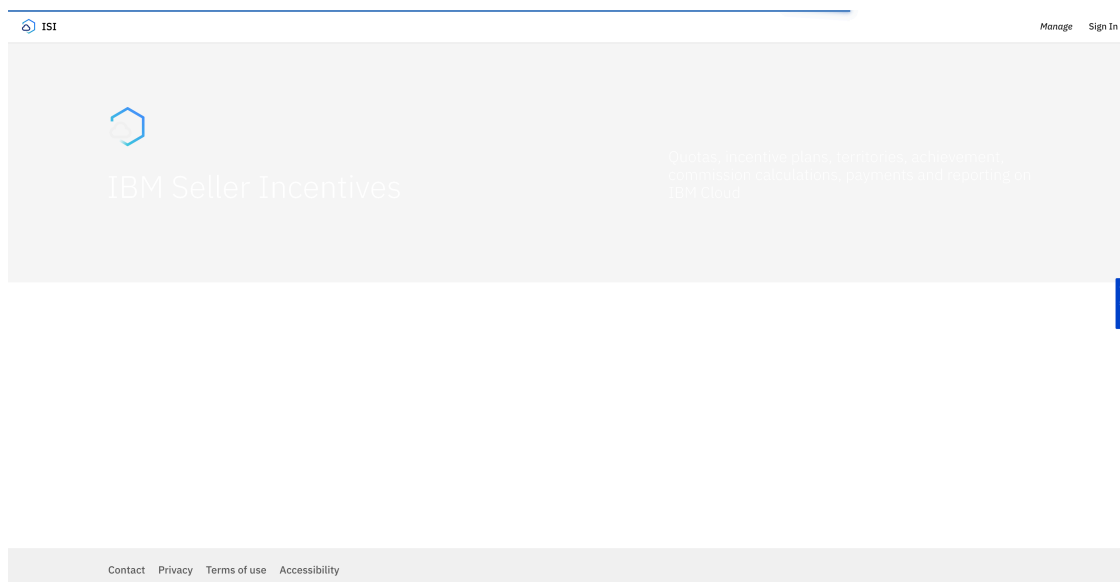 ISI
Manage Sign In
IBM Seller Incentives
Quotas, incentive plans, territories, achievement
commission calculations, payments and reporting on
IBM Cloud
Contact Privacy Terms of use Accessibility